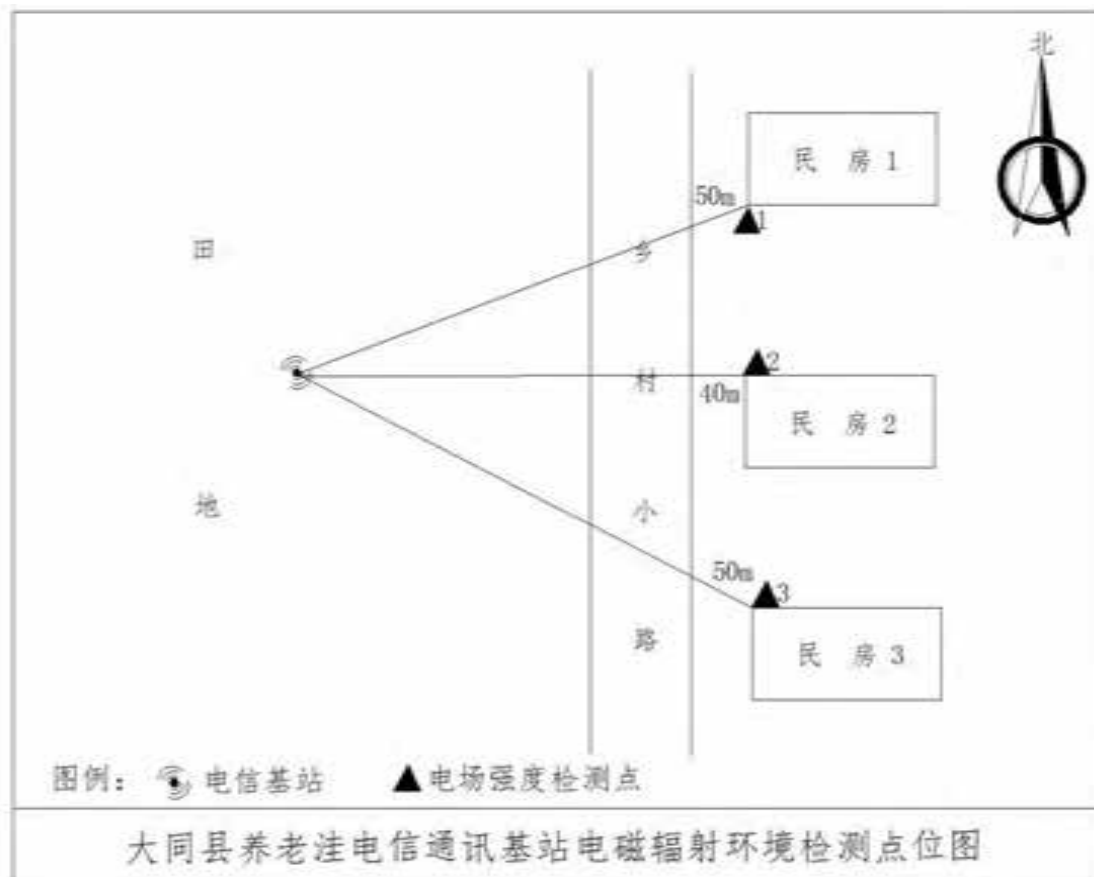 北
民 房 1
50m
1
田
乡
2
村
40m
民 房 2
地
小
50m
3
路
民 房 3
图例： 电信基站 电场强度检测点
大同县养老洼电信通讯基站电磁辐射环境检测点位图